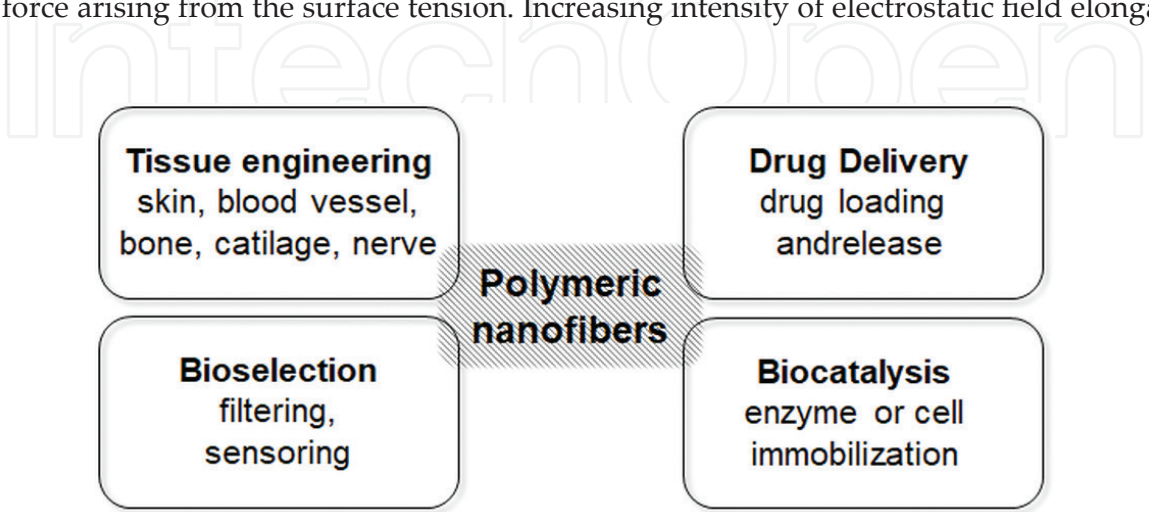 force arising from the surface tension. Increasing intensity of electrostatic field elonga
IntechOpen
Tissue engineering
skin, blood vessel,
bone, catilage, nerve
Drug Delivery
drug loading
andrelease
Polymeric
nanofibers
Bioselection
filtering,
sensoring
Biocatalysis
enzyme or cell
immobilization